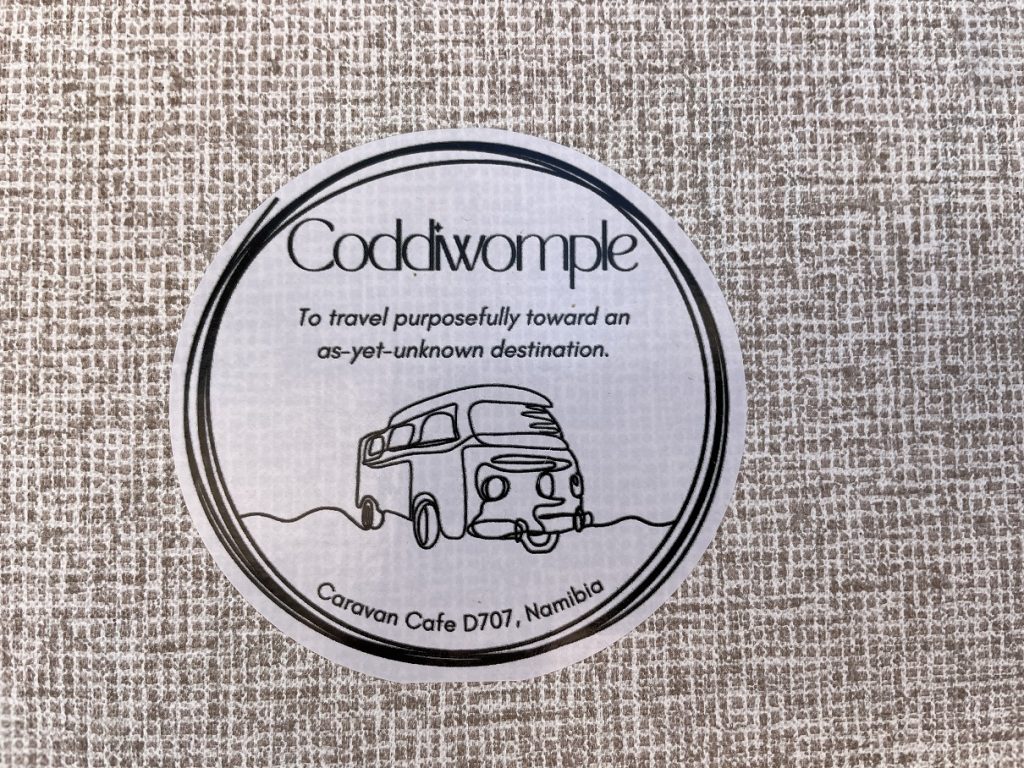 Coddiwomple
To travel purposefully toward an
as-yet-unknown destination.
Caravan Cafe D707, Namibia